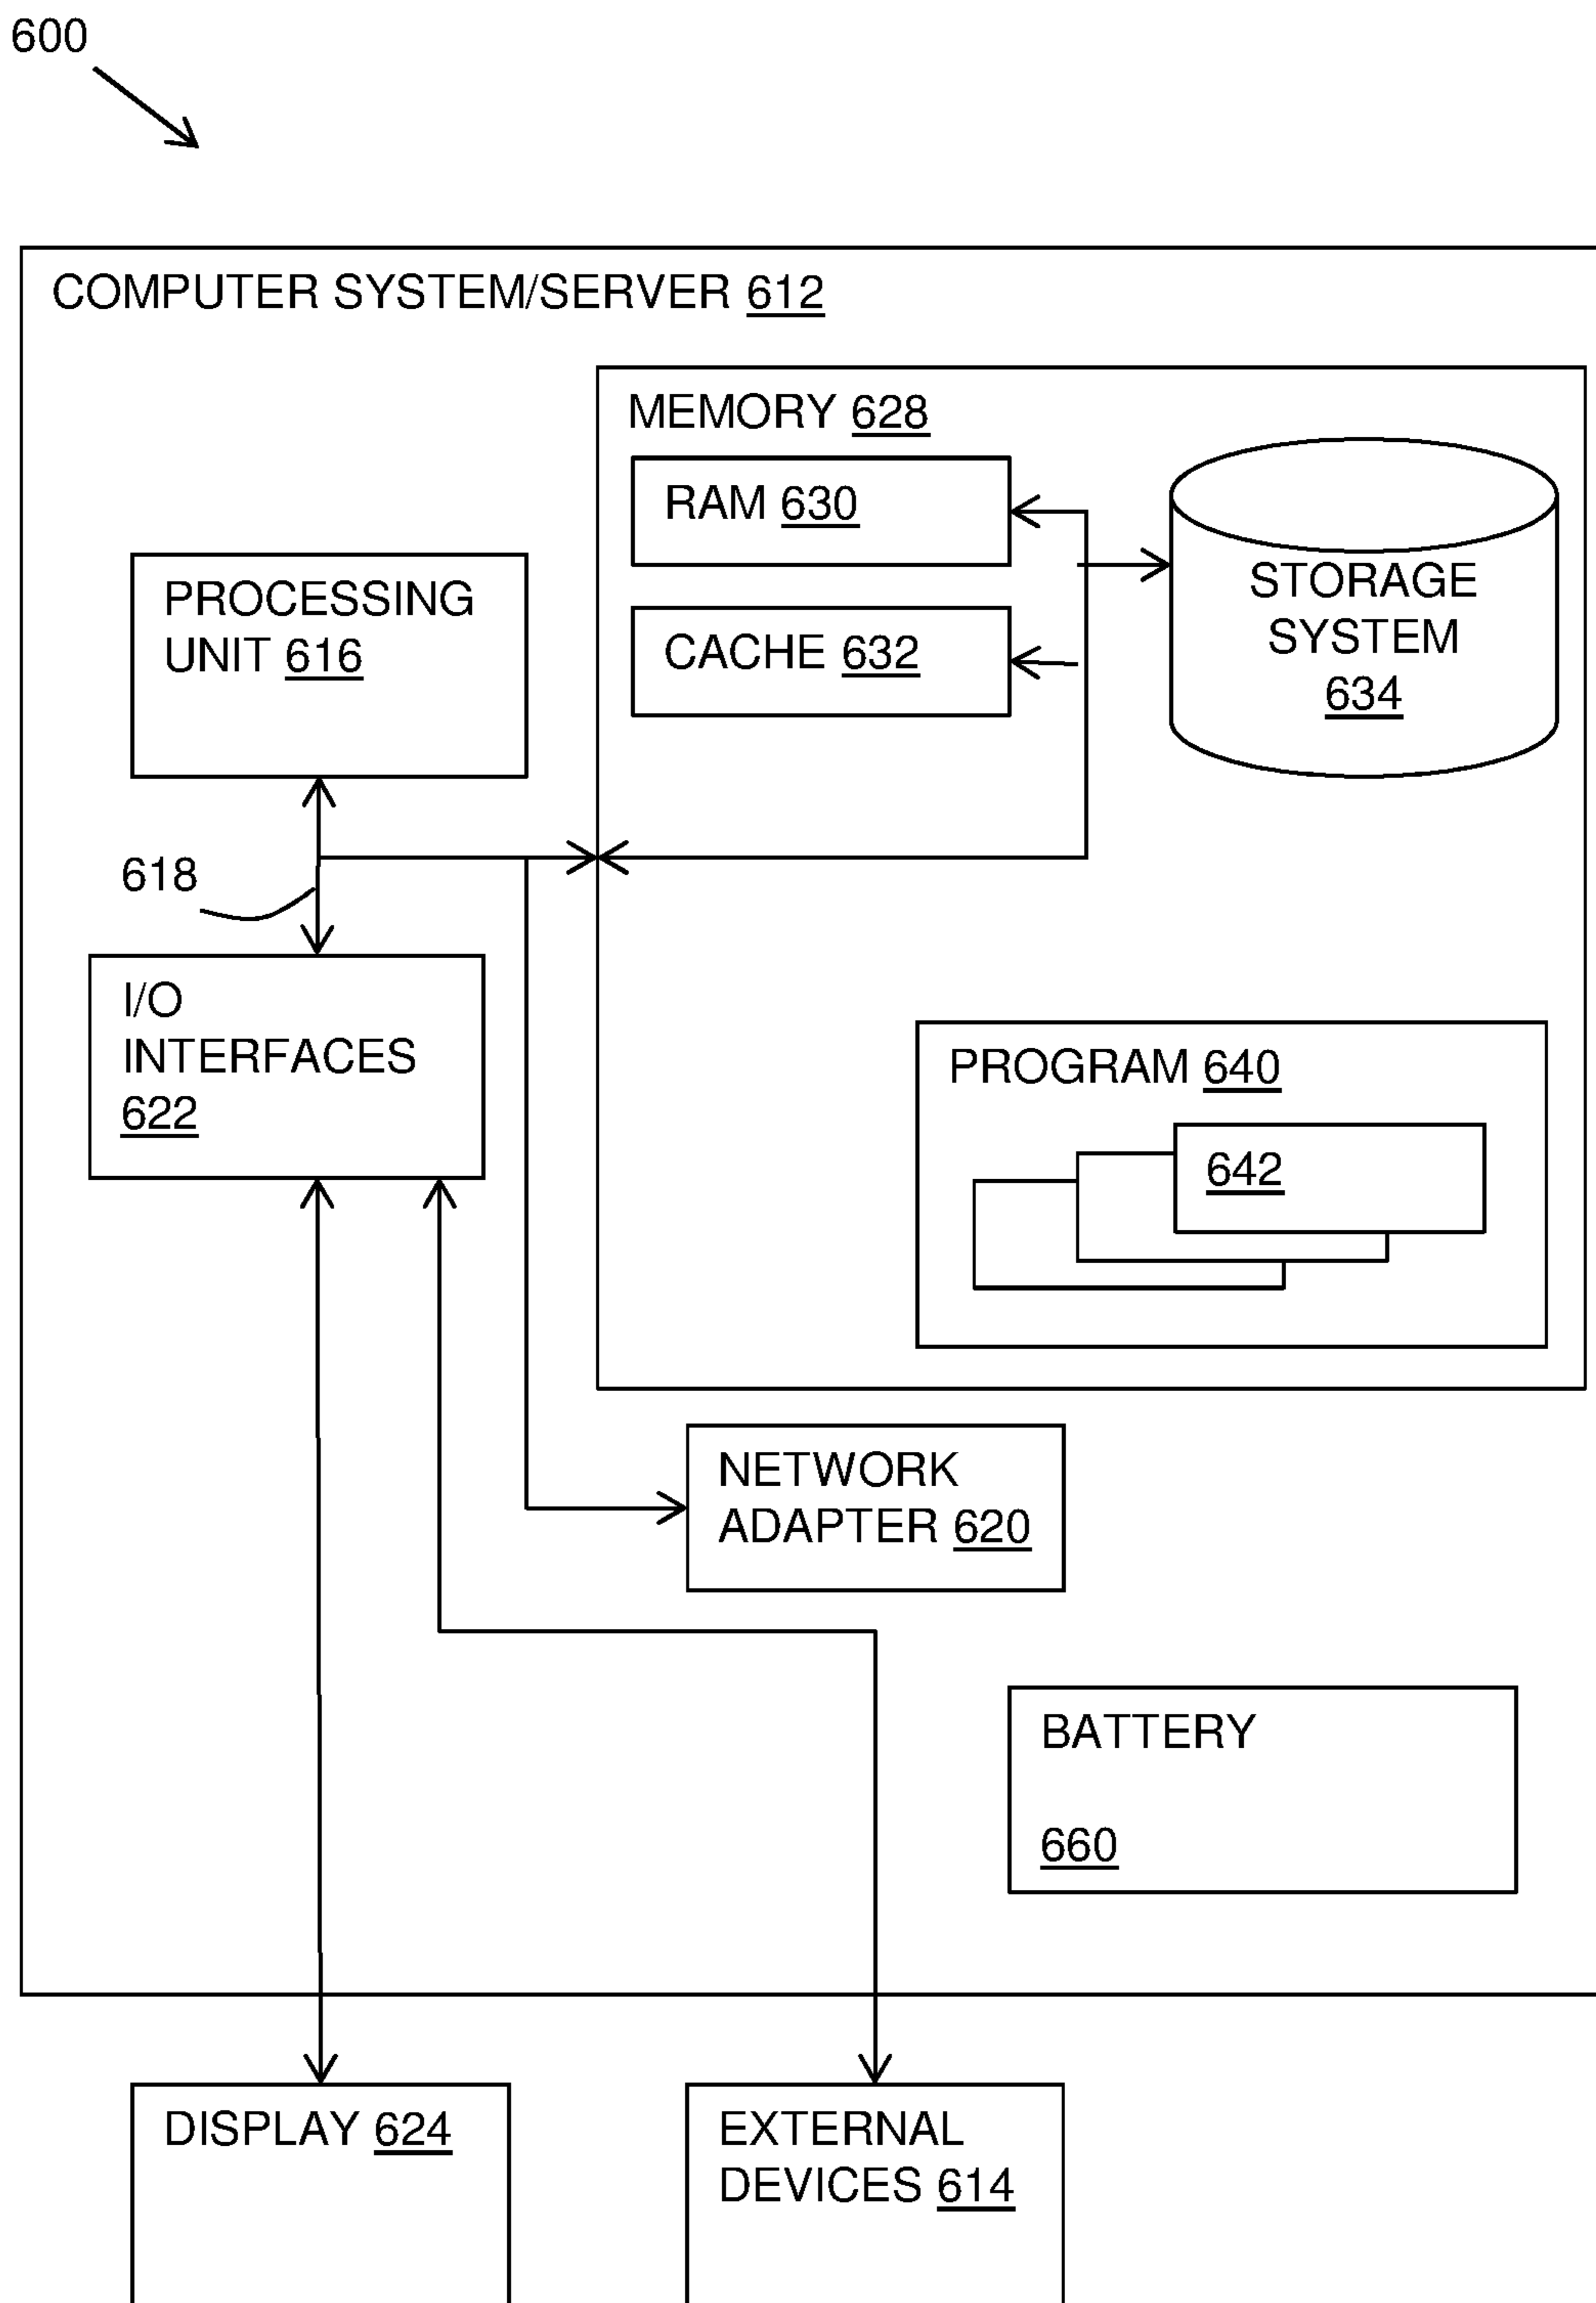 600
COMPUTER SYSTEM/SERVER 612
MEMORY 628
RAM 630
CACHE 632
STORAGE
SYSTEM
634
PROCESSING
UNIT 616
618
I/O
INTERFACES
622
PROGRAM 640
642
NETWORK
ADAPTER 620
BATTERY
660
DISPLAY 624
EXTERNAL
DEVICES 614